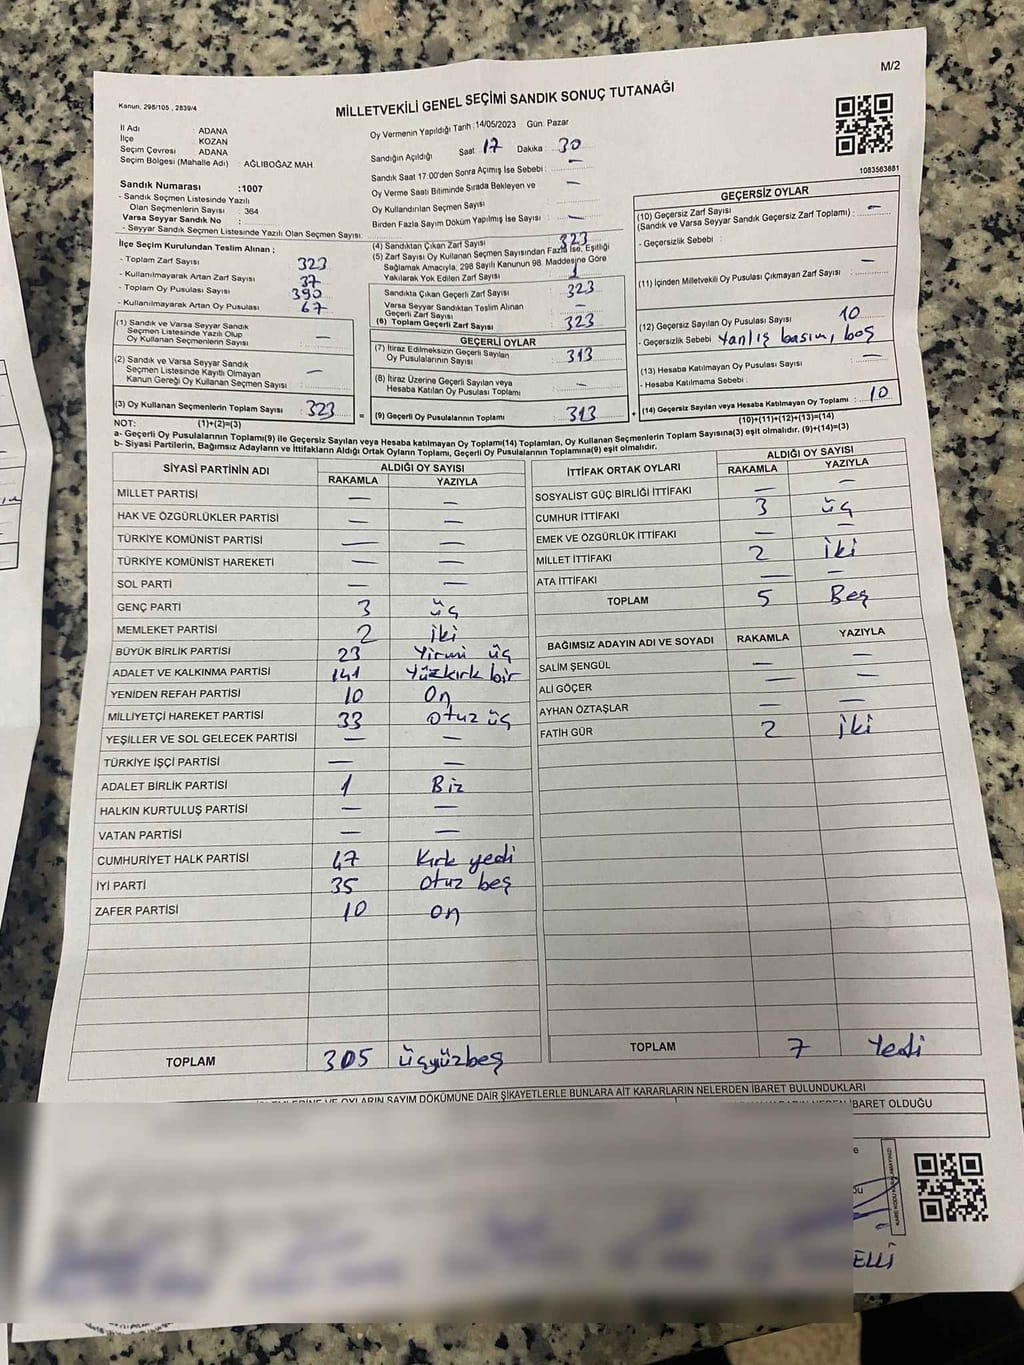 M/2
Kanun, 298/105 , 2839/4
MİLLETVEKİLİ GENEL SEÇİMİ SANDIK SONUÇ TUTANAĞI
İl Adı : ADANA
İlçe : KOZAN
Seçim Çevresi : ADANA
Seçim Bölgesi (Mahalle Adı) : AĞLIBOĞAZ MAH.
Oy Vermenin Yapıldığı Tarih :14/05/2023 Gün: Pazar
Sandığın Açıldığı Saat : 17 Dakika : 30
Sandık Saat 17:00'den Sonra Açımış İse Sebebi : —
Oy Verme Saati Bitiminde Sırada Bekleyen ve
Oy Kullandırılan Seçmen Sayısı : —
Birden Fazla Sayım Döküm Yapılmış İse Sayısı : —
1083563881
Sandık Numarası :1007
- Sandık Seçmen Listesinde Yazılı
Olan Seçmenlerin Sayısı : 364
Varsa Seyyar Sandık No :
- Seyyar Sandık Seçmen Listesinde Yazılı Olan Seçmen Sayısı:
İlçe Seçim Kurulundan Teslim Alınan ;
- Toplam Zarf Sayısı : 323
- Kullanılmayarak Artan Zarf Sayısı : 37
- Toplam Oy Pusulası Sayısı : 390
- Kullanılmayarak Artan Oy Pusulası : 67
(1) Sandık ve Varsa Seyyar Sandık
Seçmen Listesinde Yazılı Olup
Oy Kullanan Seçmenlerin Sayısı : —
(2) Sandık ve Varsa Seyyar Sandık
Seçmen Listesinde Kayıtlı Olmayan
Kanun Gereği Oy Kullanan Seçmen Sayısı : —
(3) Oy Kullanan Seçmenlerin Toplam Sayısı : 323
(1)+(2)=(3)
(4) Sandıktan Çıkan Zarf Sayısı : 323
(5) Zarf Sayısı Oy Kullanan Seçmen Sayısından Fazla İse, Eşitliği
Sağlamak Amacıyla, 298 Sayılı Kanunun 98. Maddesine Göre
Yakılarak Yok Edilen Zarf Sayısı :
Sandıkta Çıkan Geçerli Zarf Sayısı : 323
Varsa Seyyar Sandıktan Teslim Alınan
Geçerli Zarf Sayısı : —
(6) Toplam Geçerli Zarf Sayısı : 323
GEÇERLİ OYLAR
(7) İtiraz Edilmeksizin Geçerli Sayılan
Oy Pusulalarının Sayısı : 313
(8) İtiraz Üzerine Geçerli Sayılan veya
Hesaba Katılan Oy Pusulaları Toplamı : —
= (9) Geçerli Oy Pusulalarının Toplamı : 313
GEÇERSİZ OYLAR
(10) Geçersiz Zarf Sayısı
(Sandık ve Varsa Seyyar Sandık Geçersiz Zarf Toplamı) : —
- Geçersizlik Sebebi :
(11) İçinden Milletvekili Oy Pusulası Çıkmayan Zarf Sayısı : —
(12) Geçersiz Sayılan Oy Pusulası Sayısı : 10
- Geçersizlik Sebebi : Yanlış basım, boş
(13) Hesaba Katılmayan Oy Pusulası Sayısı : —
- Hesaba Katılmama Sebebi :
+ (14) Geçersiz Sayılan veya Hesaba Katılmayan Oy Toplamı : 10
(10)+(11)+(12)+(13)=(14)
NOT:
a- Geçerli Oy Pusulalarının Toplamı(9) ile Geçersiz Sayılan veya Hesaba katılmayan Oy Toplamı(14) Toplamları, Oy Kullanan Seçmenlerin Toplam Sayısına(3) eşit olmalıdır. (9)+(14)=(3)
b- Siyasi Partilerin, Bağımsız Adayların ve İttifakların Aldığı Ortak Oyların Toplamı, Geçerli Oy Pusulalarının Toplamına(9) eşit olmalıdır.
SİYASİ PARTİNİN ADI ALDIĞI OY SAYISI
RAKAMLA YAZIYLA
MİLLET PARTİSİ — —
HAK VE ÖZGÜRLÜKLER PARTİSİ — —
TÜRKİYE KOMÜNİST PARTİSİ — —
TÜRKİYE KOMÜNİST HAREKETİ — —
SOL PARTİ — —
GENÇ PARTİ 3 üç
MEMLEKET PARTİSİ 2 iki
BÜYÜK BİRLİK PARTİSİ 23 Yirmi üç
ADALET VE KALKINMA PARTİSİ 141 Yüzkırk bir
YENİDEN REFAH PARTİSİ 10 On
MİLLİYETÇİ HAREKET PARTİSİ 33 otuz üç
YEŞİLLER VE SOL GELECEK PARTİSİ — —
TÜRKİYE İŞÇİ PARTİSİ — —
ADALET BİRLİK PARTİSİ 1 Bir
HALKIN KURTULUŞ PARTİSİ — —
VATAN PARTİSİ — —
CUMHURİYET HALK PARTİSİ 47 Kırk yedi
İYİ PARTİ 35 otuz beş
ZAFER PARTİSİ 10 on
TOPLAM 305 üçyüzbeş
İTTİFAK ORTAK OYLARI ALDIĞI OY SAYISI
RAKAMLA YAZIYLA
SOSYALİST GÜÇ BİRLİĞİ İTTİFAKI — —
CUMHUR İTTİFAKI 3 üç
EMEK VE ÖZGÜRLÜK İTTİFAKI — —
MİLLET İTTİFAKI 2 iki
ATA İTTİFAKI — —
TOPLAM 5 Beş
BAĞIMSIZ ADAYIN ADI VE SOYADI RAKAMLA YAZIYLA
SALİM ŞENGÜL — —
ALİ GÖÇER — —
AYHAN ÖZTAŞLAR — —
FATİH GÜR 2 iki
TOPLAM 7 Yedi
VE OYLARIN SAYIM DÖKÜMÜNE DAİR ŞİKAYETLERLE BUNLARA AİT KARARLARIN NELERDEN İBARET BULUNDUKLARI
İBARET OLDUĞU
ELLİ